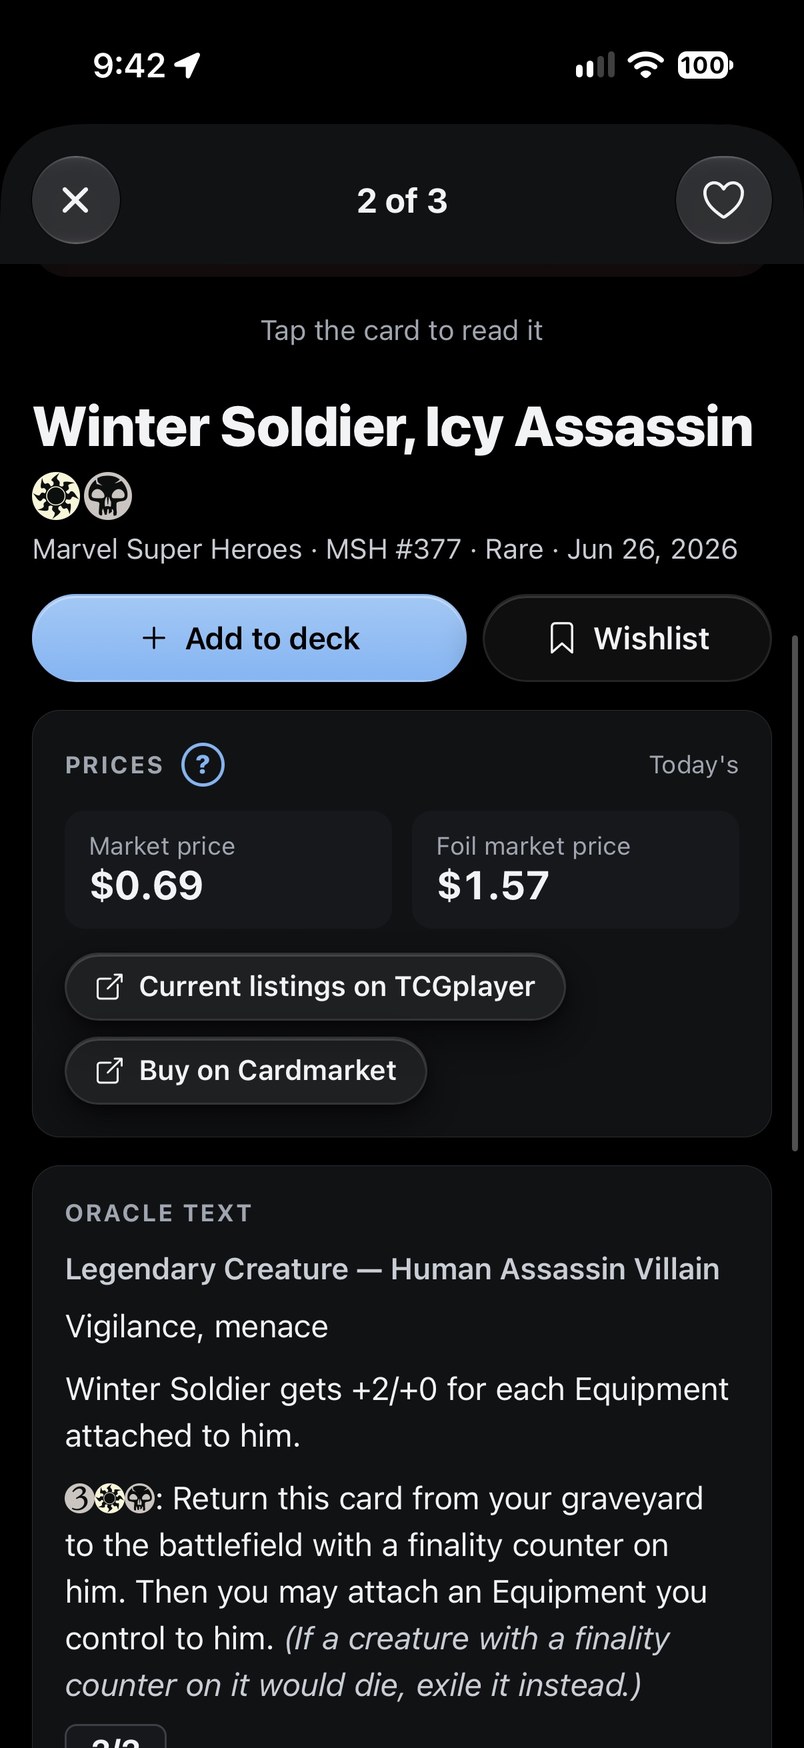 9:42
100
2 of 3
Tap the card to read it
Winter Soldier, Icy Assassin
Marvel Super Heroes · MSH #377 · Rare · Jun 26, 2026
+ Add to deck
Wishlist
PRICES ?
Today's
Market price
$0.69
Foil market price
$1.57
Current listings on TCGplayer
Buy on Cardmarket
ORACLE TEXT
Legendary Creature — Human Assassin Villain
Vigilance, menace
Winter Soldier gets +2/+0 for each Equipment
attached to him.
3: Return this card from your graveyard
to the battlefield with a finality counter on
him. Then you may attach an Equipment you
control to him. (If a creature with a finality
counter on it would die, exile it instead.)